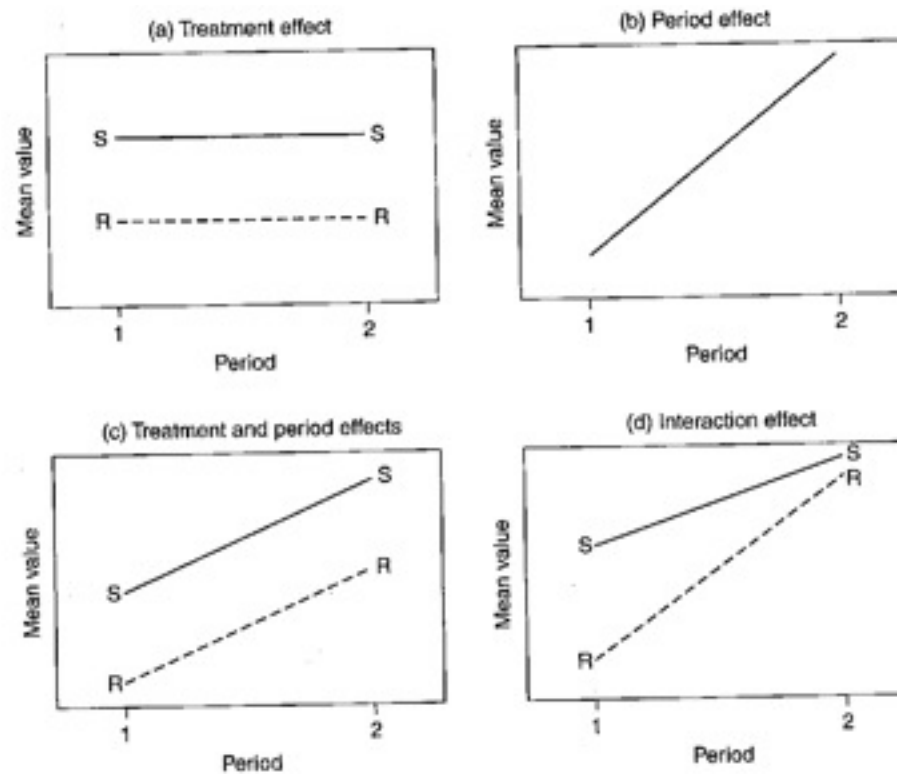 (a) Treatment effect
Mean value
S S
R R
1 2
Period
(b) Period effect
Mean value
1 2
Period
(c) Treatment and period effects
Mean value
S S
R R
1 2
Period
(d) Interaction effect
Mean value
S S
R R
1 2
Period